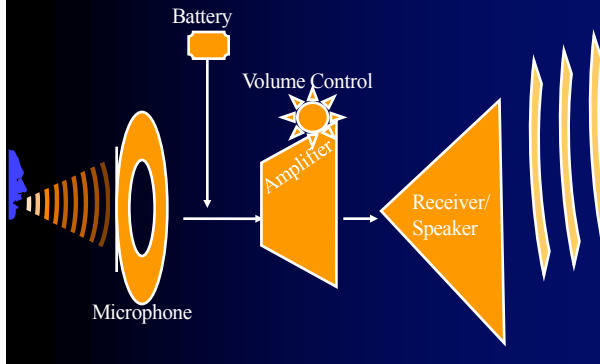 Battery
Volume Control
Amplifier
Receiver/
Speaker
Microphone